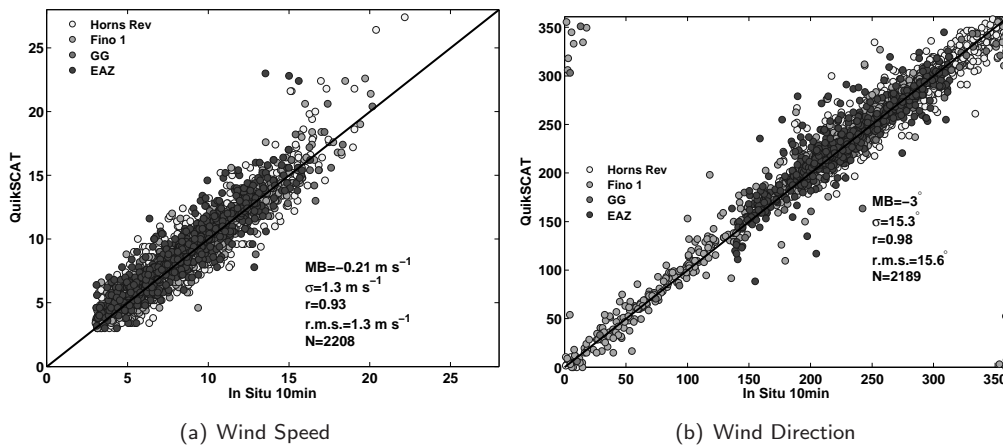 QuikSCAT
25
20
15
10
5
0
Horns Rev
Fino 1
GG
EAZ
MB=−0.21 m s⁻¹
σ=1.3 m s⁻¹
r=0.93
r.m.s.=1.3 m s⁻¹
N=2208
0 5 10 15 20 25
In Situ 10min
(a) Wind Speed
QuikSCAT
350
300
250
200
150
100
50
0
Horns Rev
Fino 1
GG
EAZ
MB=−3°
σ=15.3°
r=0.98
r.m.s.=15.6°
N=2189
0 50 100 150 200 250 300 350
In Situ 10min
(b) Wind Direction